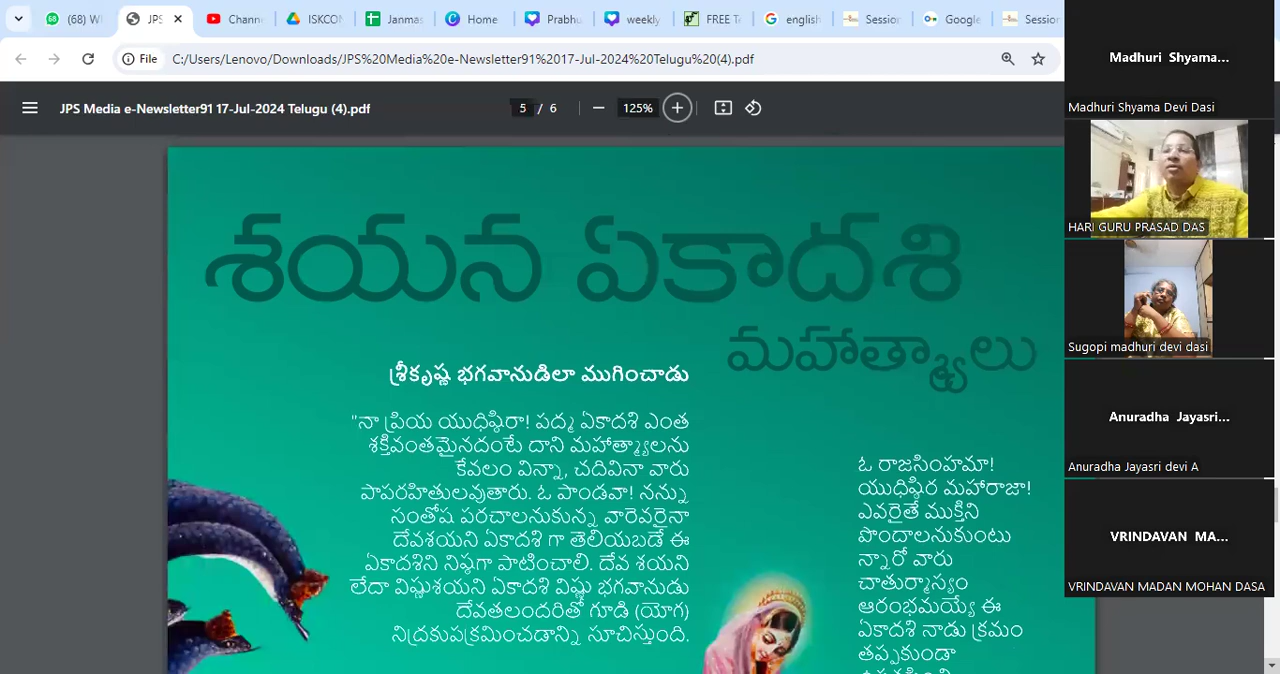 (68) W
JPS
Chann
ISKCON
Janmas
Home
Prabhu
weekly
FREE T
english
Session
Google
Session
File
C:/Users/Lenovo/Downloads/JPS%20Media%20e-Newsletter91%2017-Jul-2024%20Telugu%20(4).pdf
JPS Media e-Newsletter91 17-Jul-2024 Telugu (4).pdf
5 / 6
125%
శయన ఏకాదశి
మహాత్మ్యాలు
శ్రీకృష్ణ భగవానుడిలా ముగించాడు
"నా ప్రియ యుధిష్ఠిరా! పద్మ ఏకాదశి ఎంత
శక్తివంతమైనదంటే దాని మహాత్మ్యాలను
కేవలం విన్నా, చదివినా వారు
పాపరహితులవుతారు. ఓ పాండవా! నన్ను
సంతోష పరచాలనుకున్న వారెవరైనా
దేవశయని ఏకాదశి గా తెలియబడే ఈ
ఏకాదశిని నిష్ఠగా పాటించాలి. దేవ శయని
లేదా విష్ణుశయని ఏకాదశి విష్ణు భగవానుడు
దేవతలందరితో గూడి (యోగ)
నిద్రకుపక్రమించడాన్ని సూచిస్తుంది.
ఓ రాజసింహమా!
యుధిష్ఠిర మహారాజా!
ఎవరైతే ముక్తిని
పొందాలనుకుంటు
న్నారో వారు
చాతుర్మాస్యం
ఆరంభమయ్యే ఈ
ఏకాదశి నాడు క్రమం
తప్పకుండా
Madhuri Shyama...
Madhuri Shyama Devi Dasi
HARI GURU PRASAD DAS
Sugopi madhuri devi dasi
Anuradha Jayasri...
Anuradha Jayasri devi A
VRINDAVAN MA...
VRINDAVAN MADAN MOHAN DASA